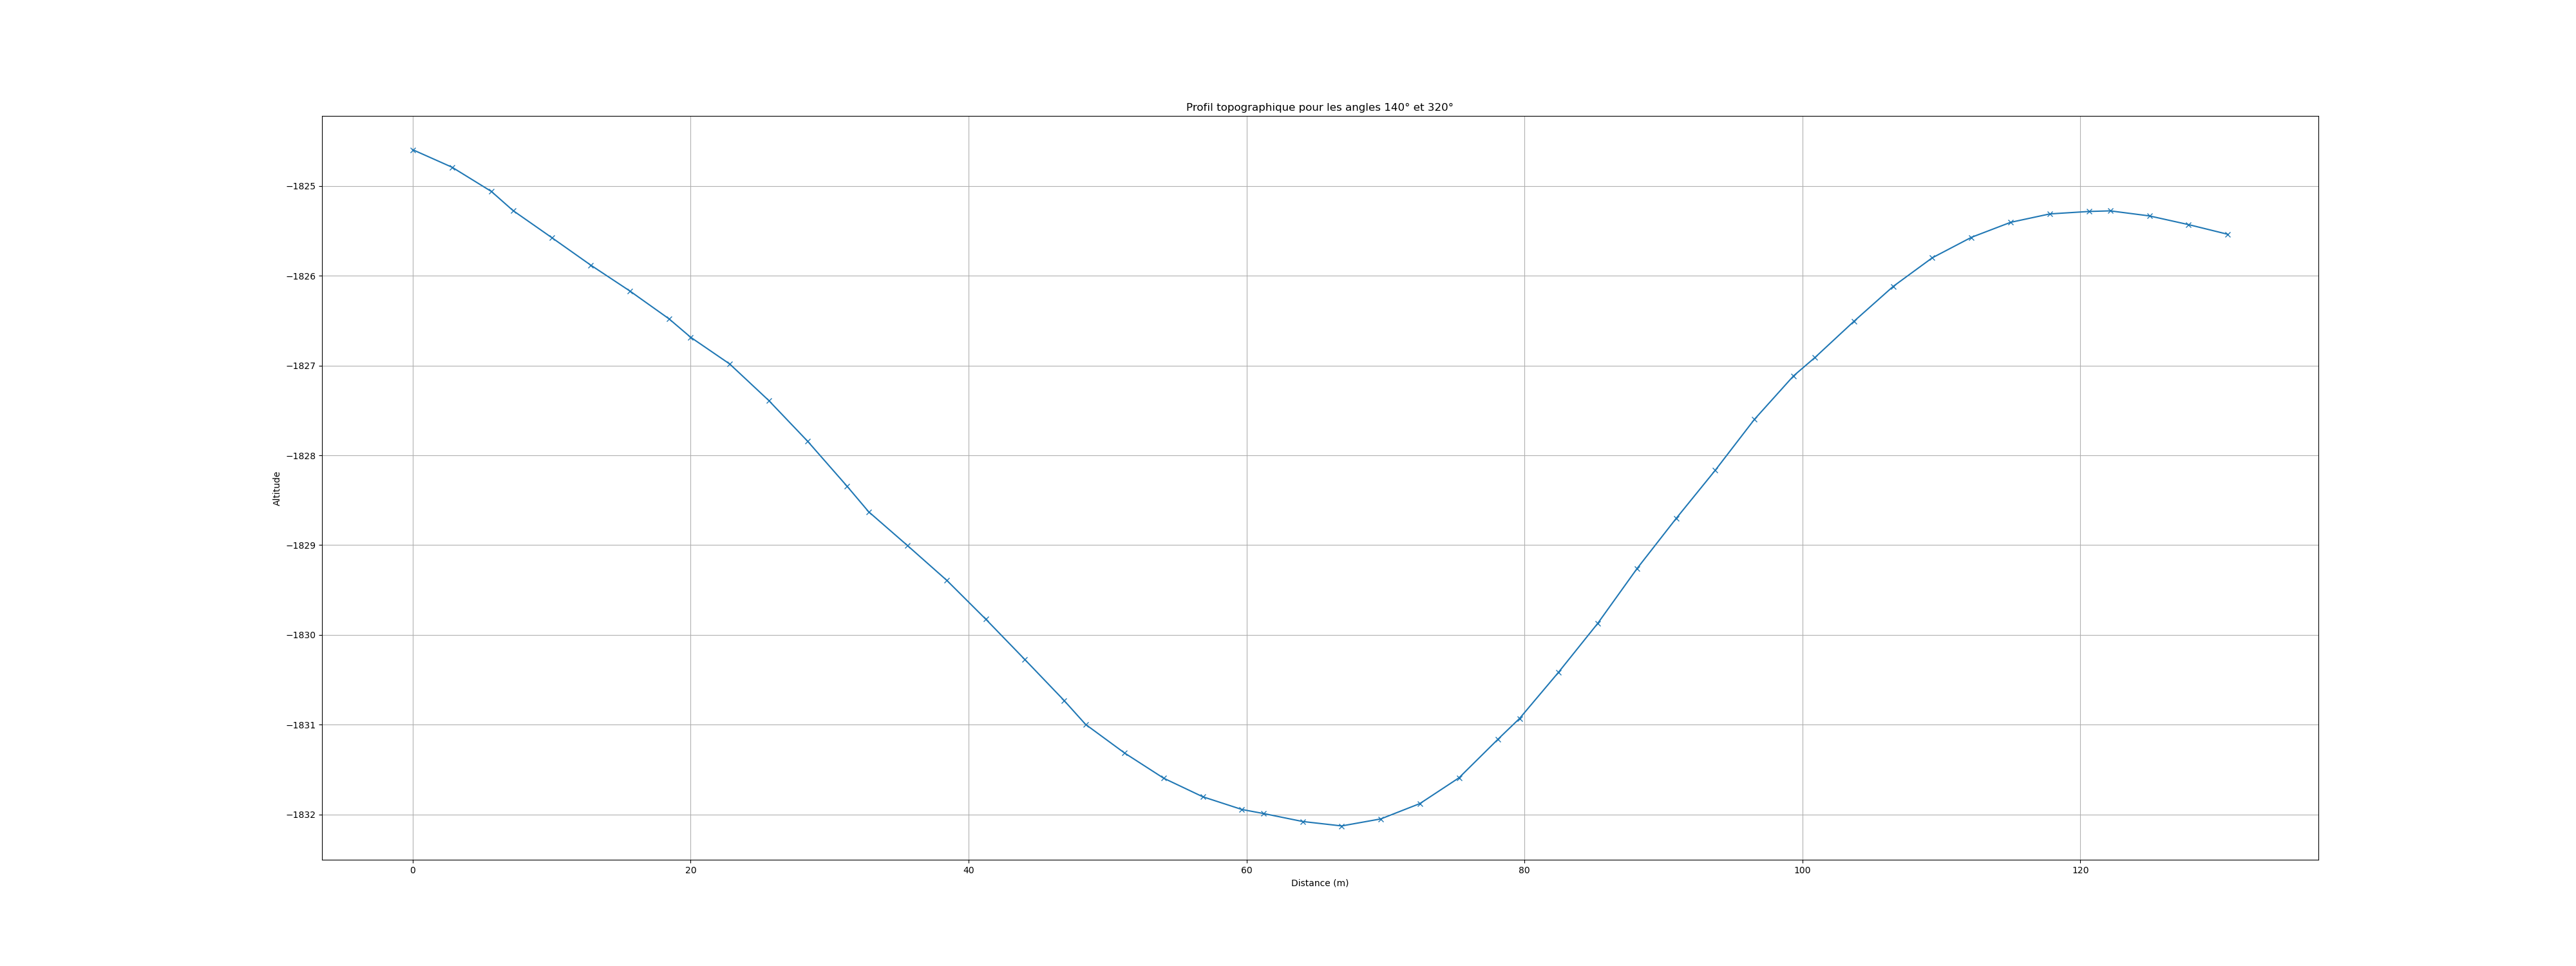 Profil topographique pour les angles 140° et 320°
−1825
−1826
−1827
−1828
−1829
−1830
−1831
−1832
Altitude
0 20 40 60 80 100 120
Distance (m)